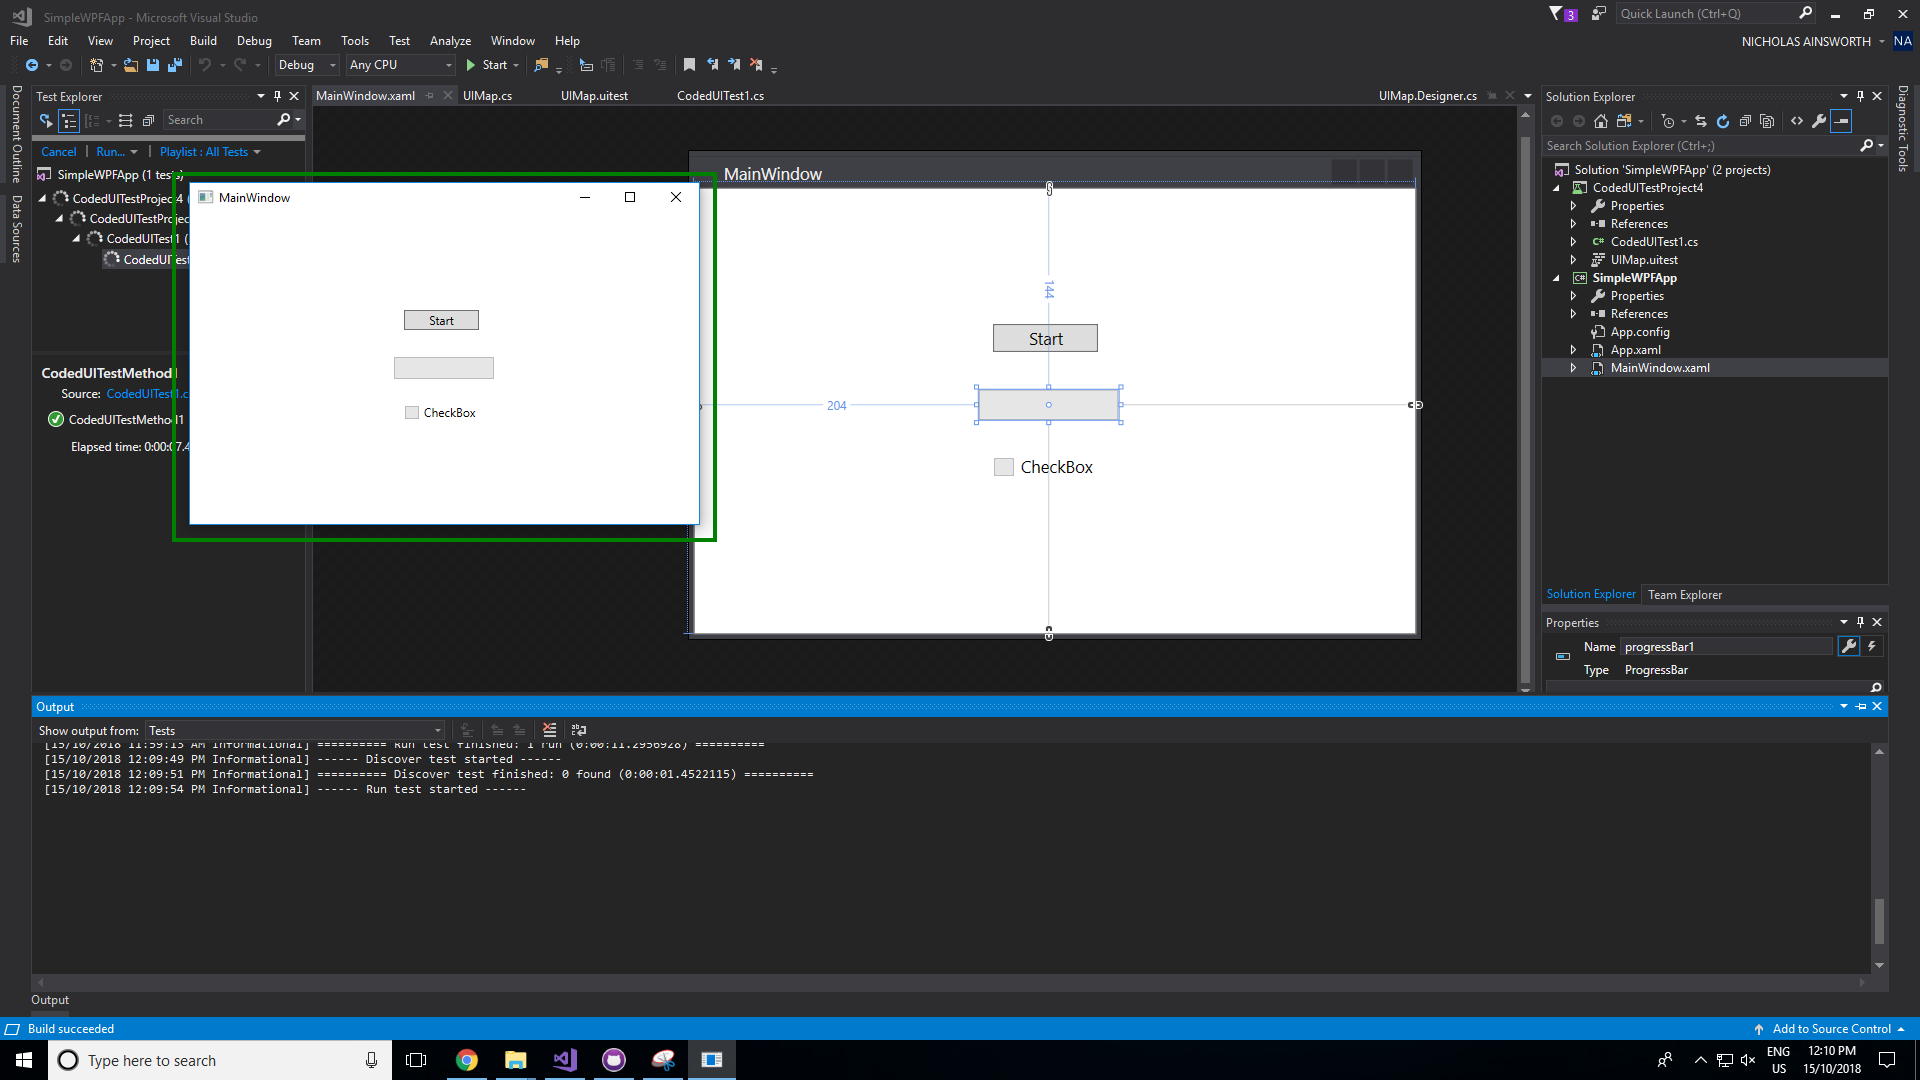 SimpleWPFApp - Microsoft Visual Studio
3
Quick Launch (Ctrl+Q)
File Edit View Project Build Debug Team Tools Test Analyze Window Help
NICHOLAS AINSWORTH NA
Debug Any CPU Start
Document Outline
Data Sources
Test Explorer
Search
Cancel Run... Playlist : All Tests
SimpleWPFApp (1 tests)
CodedUITestProject4 (
CodedUITestProjec
CodedUITest1 (
CodedUITest
CodedUITestMethod1
Source: CodedUITest1.c
CodedUITestMethod1
Elapsed time: 0:00:07.4
MainWindow.xaml UIMap.cs UIMap.uitest CodedUITest1.cs UIMap.Designer.cs
MainWindow
Start
CheckBox
MainWindow
144
Start
204
CheckBox
Solution Explorer
Search Solution Explorer (Ctrl+;)
Solution 'SimpleWPFApp' (2 projects)
CodedUITestProject4
Properties
References
CodedUITest1.cs
UIMap.uitest
SimpleWPFApp
Properties
References
App.config
App.xaml
MainWindow.xaml
Solution Explorer Team Explorer
Properties
Name progressBar1
Type ProgressBar
Diagnostic Tools
Output
Show output from: Tests
[15/10/2018 11:59:13 AM Informational] ========== Run test finished: 1 run (0:00:11.2956928) ==========
[15/10/2018 12:09:49 PM Informational] ------ Discover test started ------
[15/10/2018 12:09:51 PM Informational] ========== Discover test finished: 0 found (0:00:01.4522115) ==========
[15/10/2018 12:09:54 PM Informational] ------ Run test started ------
Output
Build succeeded
Add to Source Control
Type here to search
ENG
US
12:10 PM
15/10/2018